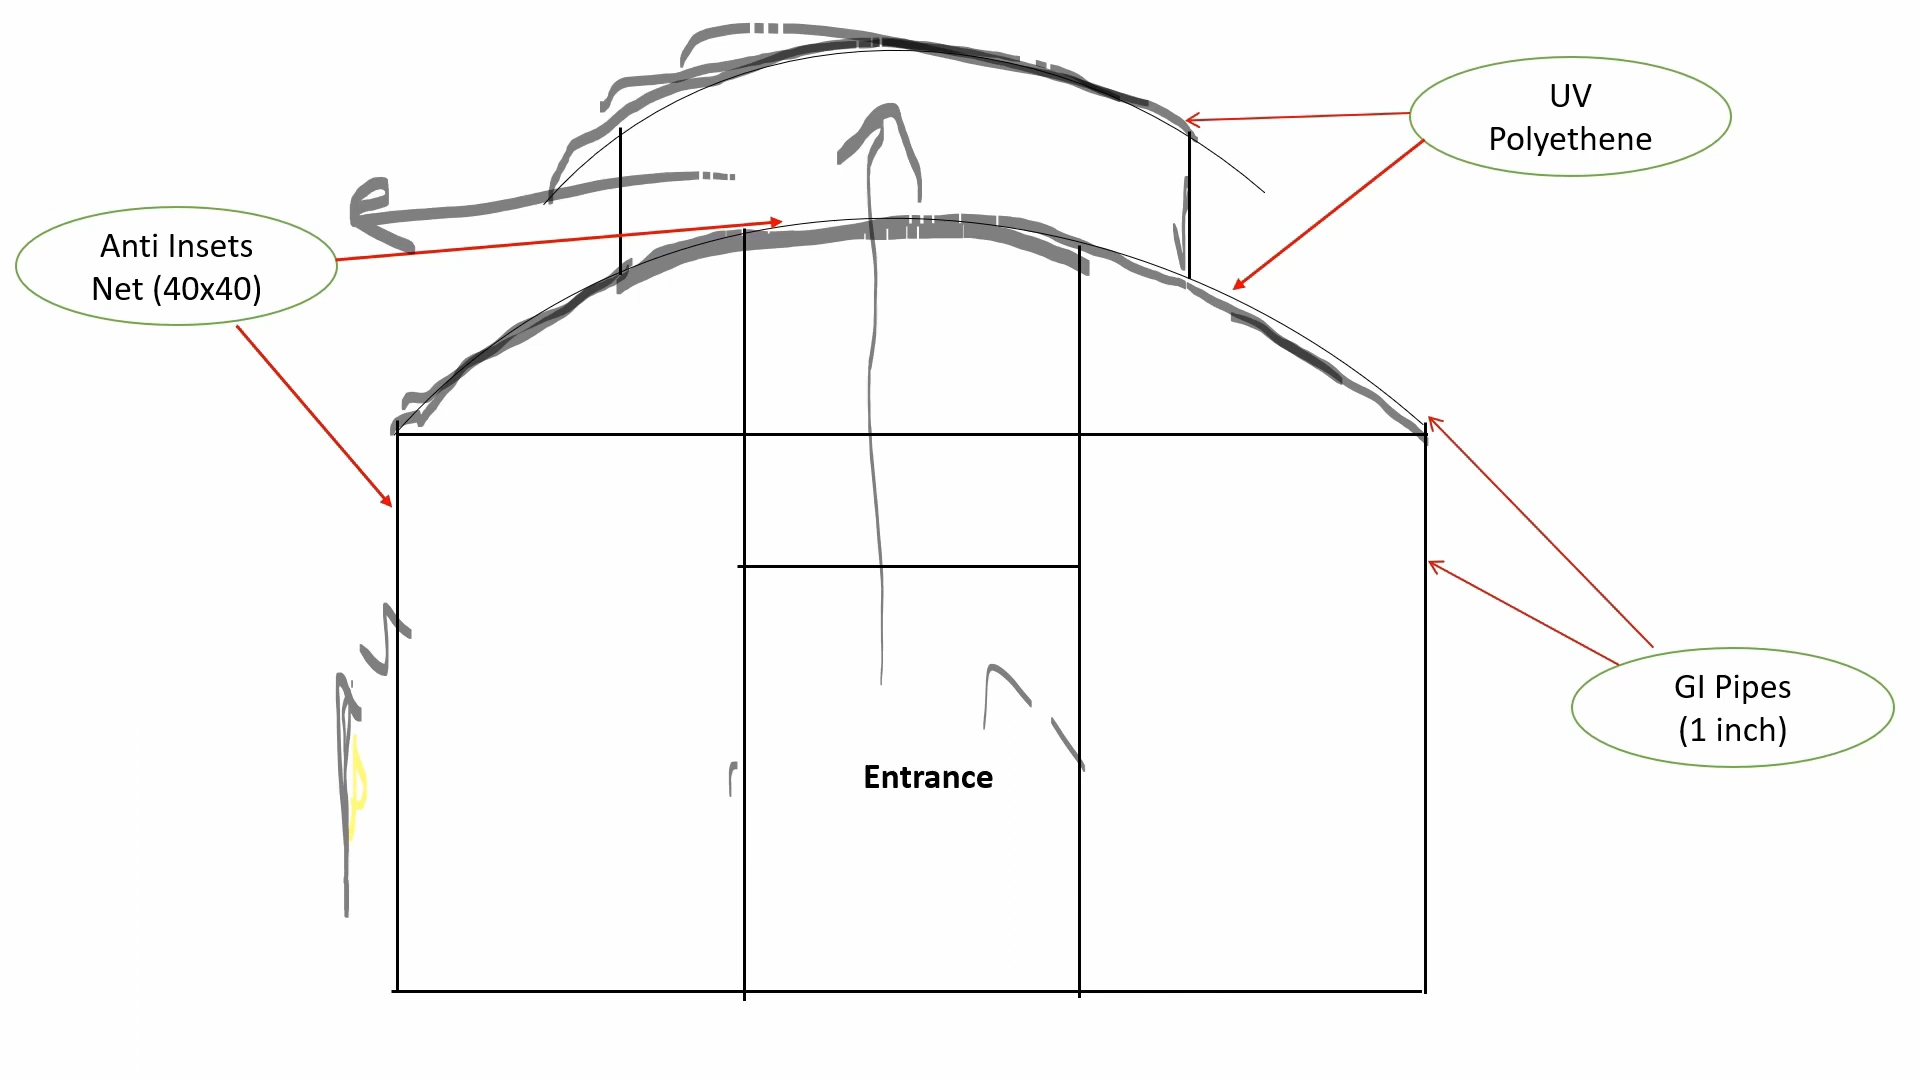 UV
Polyethene
Anti Insets
Net (40x40)
GI Pipes
(1 inch)
Entrance